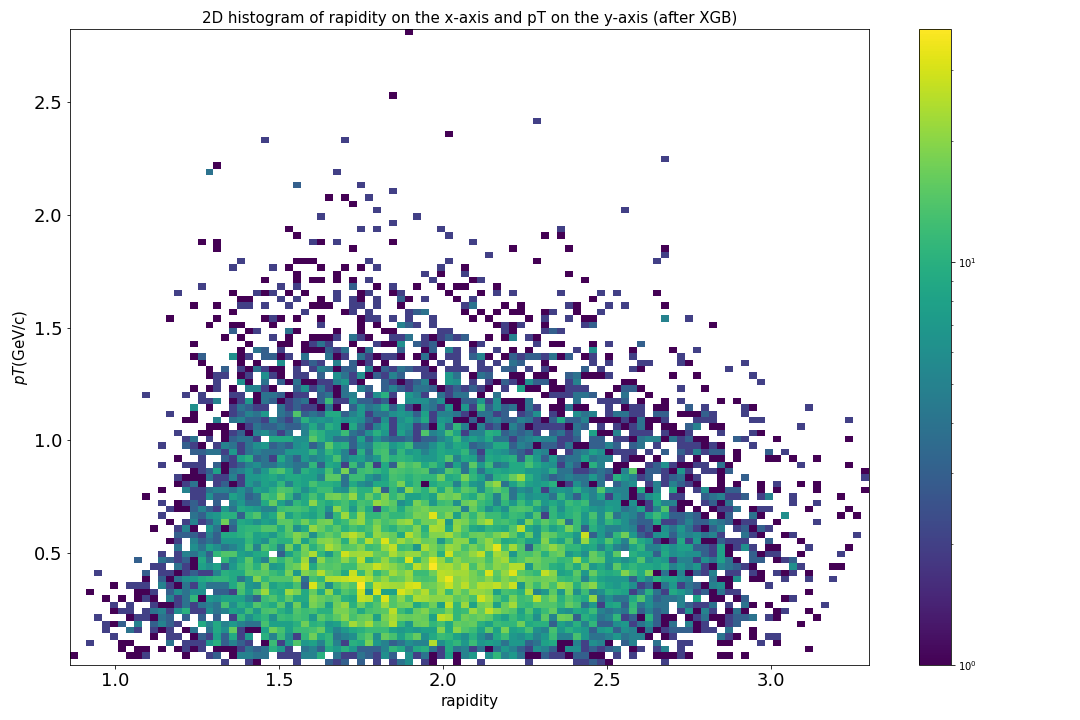 2D histogram of rapidity on the x-axis and pT on the y-axis (after XGB)
pT(GeV/c)
2.5
2.0
1.5
1.0
0.5
1.0 1.5 2.0 2.5 3.0
rapidity
10¹
10⁰